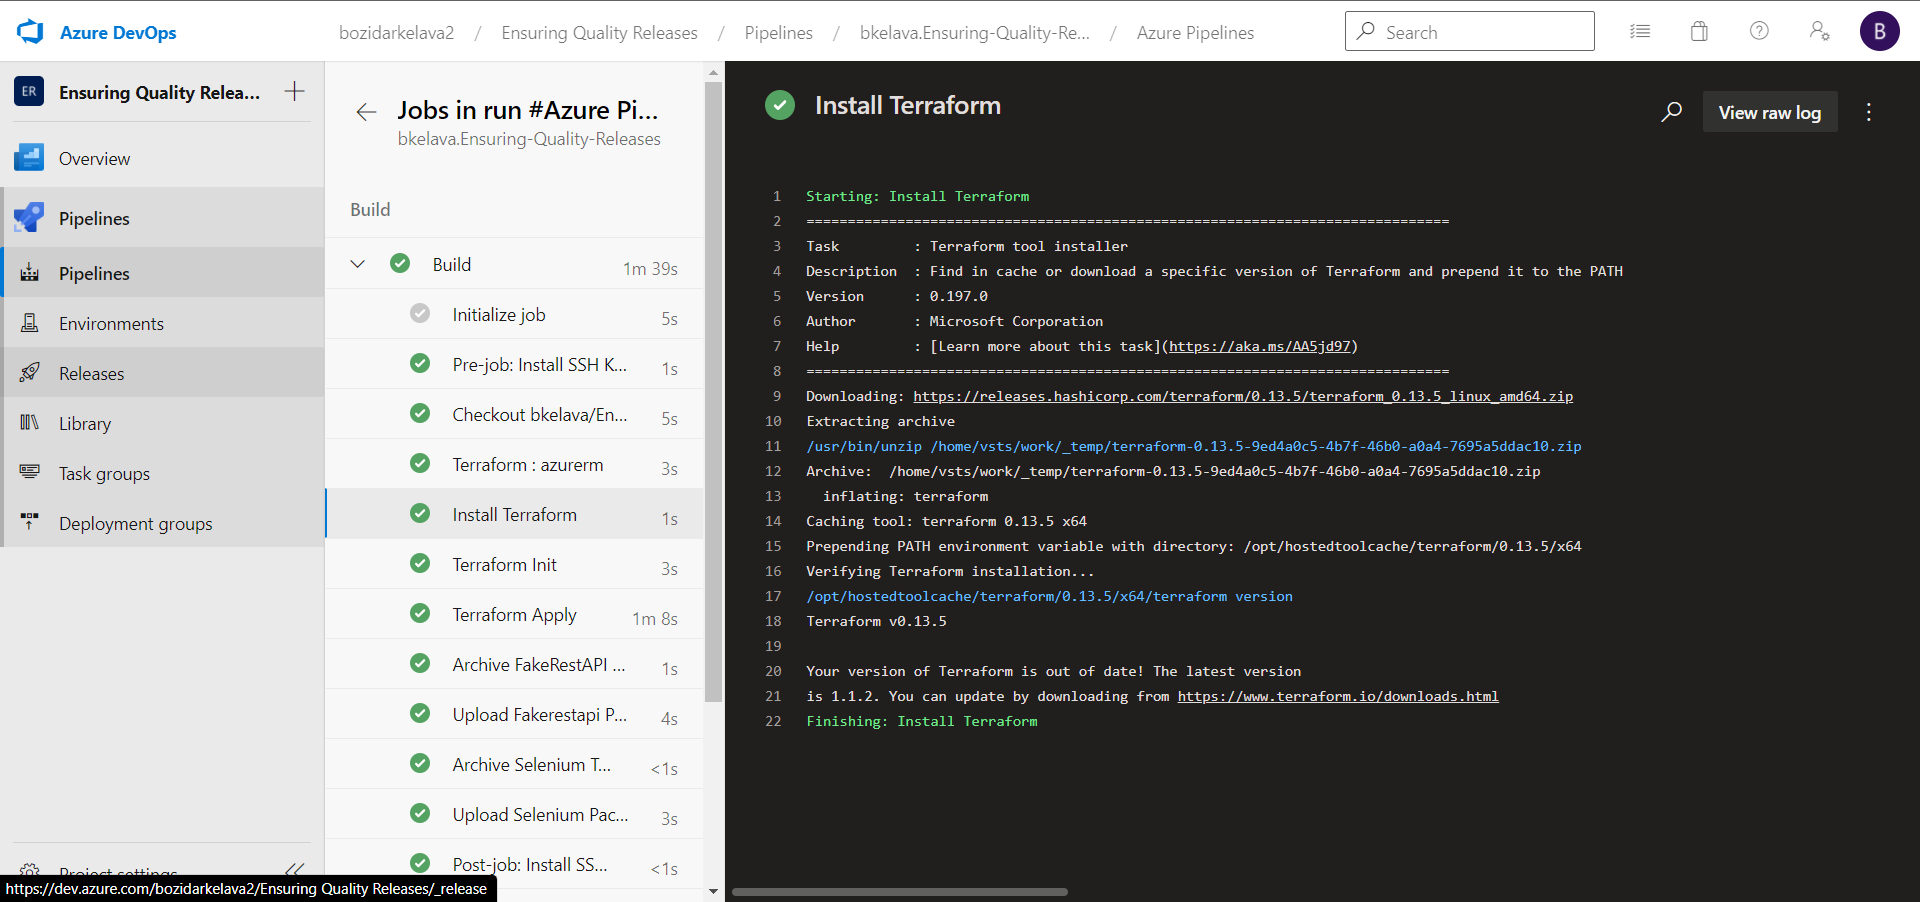 Azure DevOps
bozidarkelava2 / Ensuring Quality Releases / Pipelines / bkelava.Ensuring-Quality-Re... / Azure Pipelines
Search
B
ER
Ensuring Quality Relea...
Overview
Pipelines
Pipelines
Environments
Releases
Library
Task groups
Deployment groups
Project settings
https://dev.azure.com/bozidarkelava2/Ensuring Quality Releases/_release
Jobs in run #Azure Pi...
bkelava.Ensuring-Quality-Releases
Build
Build 1m 39s
Initialize job 5s
Pre-job: Install SSH K... 1s
Checkout bkelava/En... 5s
Terraform : azurerm 3s
Install Terraform 1s
Terraform Init 3s
Terraform Apply 1m 8s
Archive FakeRestAPI ... 1s
Upload Fakerestapi P... 4s
Archive Selenium T... <1s
Upload Selenium Pac... 3s
Post-job: Install SS... <1s
Install Terraform
View raw log
1 Starting: Install Terraform
2 ==============================================================================
3 Task         : Terraform tool installer
4 Description  : Find in cache or download a specific version of Terraform and prepend it to the PATH
5 Version      : 0.197.0
6 Author       : Microsoft Corporation
7 Help         : [Learn more about this task](https://aka.ms/AA5jd97)
8 ==============================================================================
9 Downloading: https://releases.hashicorp.com/terraform/0.13.5/terraform_0.13.5_linux_amd64.zip
10 Extracting archive
11 /usr/bin/unzip /home/vsts/work/_temp/terraform-0.13.5-9ed4a0c5-4b7f-46b0-a0a4-7695a5ddac10.zip
12 Archive:  /home/vsts/work/_temp/terraform-0.13.5-9ed4a0c5-4b7f-46b0-a0a4-7695a5ddac10.zip
13   inflating: terraform
14 Caching tool: terraform 0.13.5 x64
15 Prepending PATH environment variable with directory: /opt/hostedtoolcache/terraform/0.13.5/x64
16 Verifying Terraform installation...
17 /opt/hostedtoolcache/terraform/0.13.5/x64/terraform version
18 Terraform v0.13.5
19
20 Your version of Terraform is out of date! The latest version
21 is 1.1.2. You can update by downloading from https://www.terraform.io/downloads.html
22 Finishing: Install Terraform